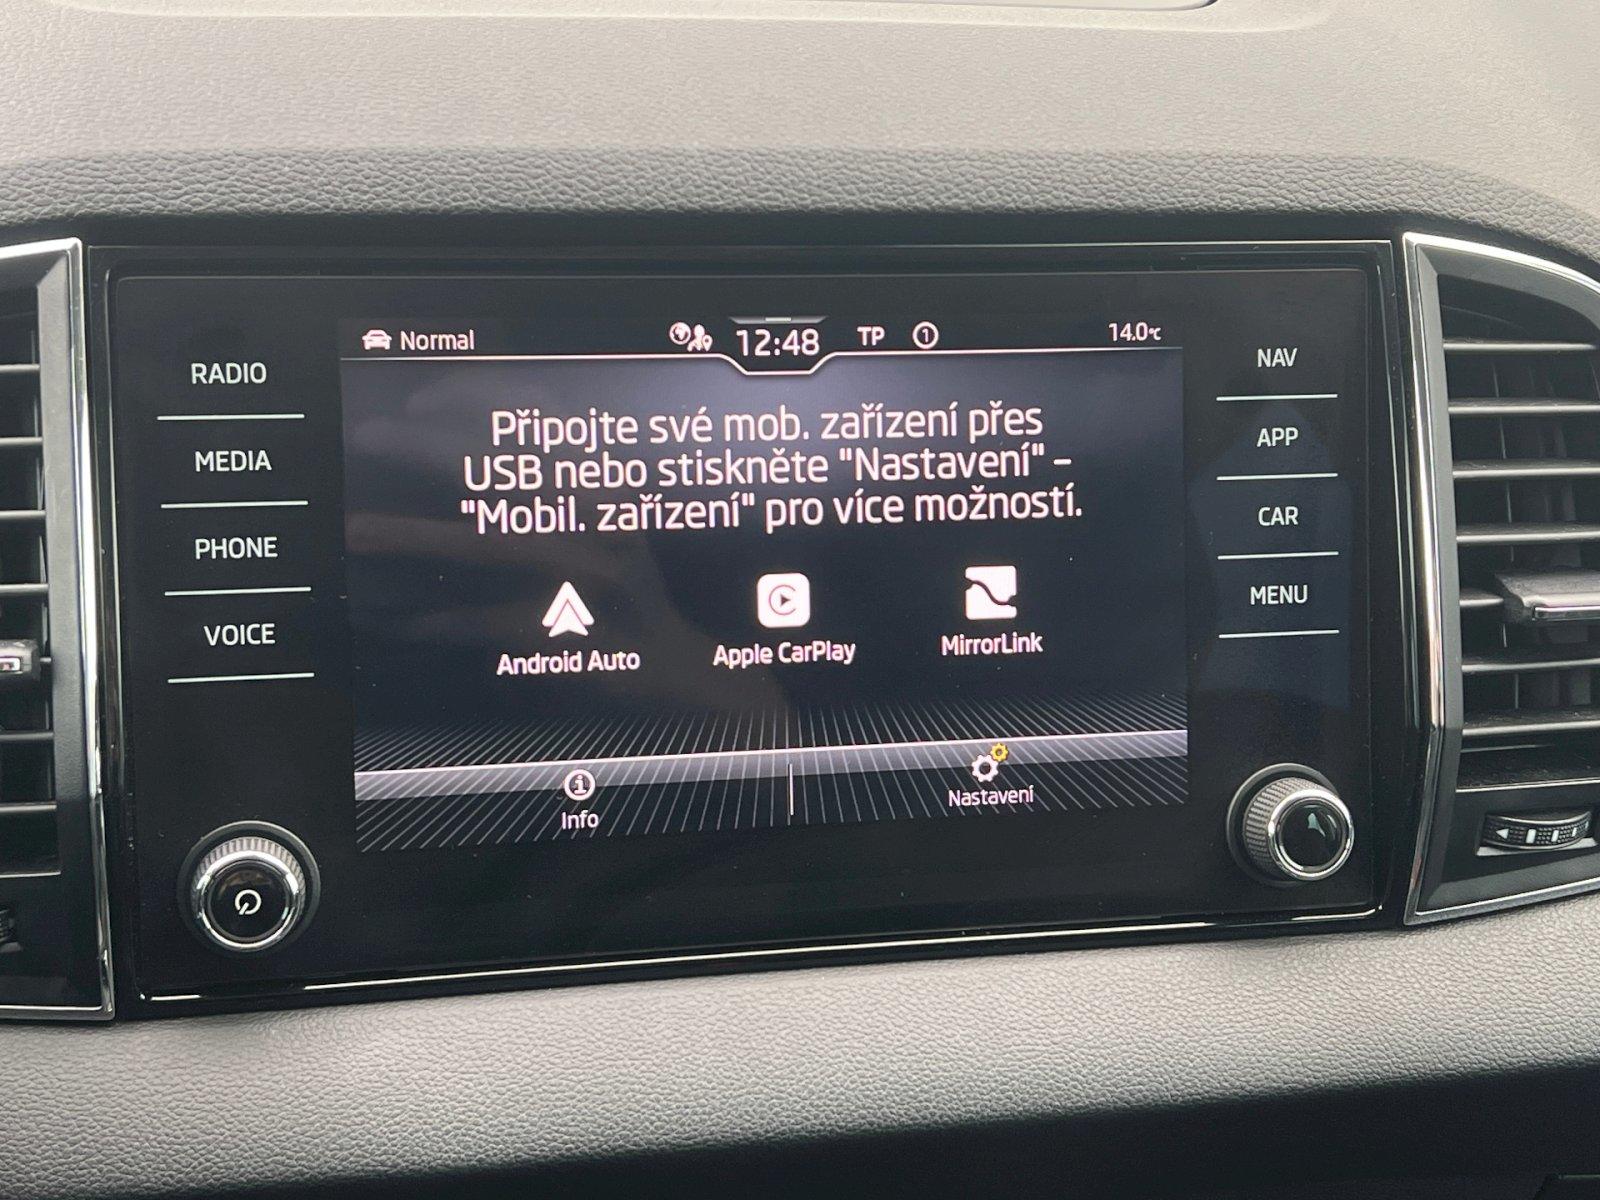 Normal
12:48
TP
1
14.0°C
RADIO
MEDIA
PHONE
VOICE
Připojte své mob. zařízení přes
USB nebo stiskněte "Nastavení" –
"Mobil. zařízení" pro více možností.
Android Auto
Apple CarPlay
MirrorLink
Info
Nastavení
NAV
APP
CAR
MENU